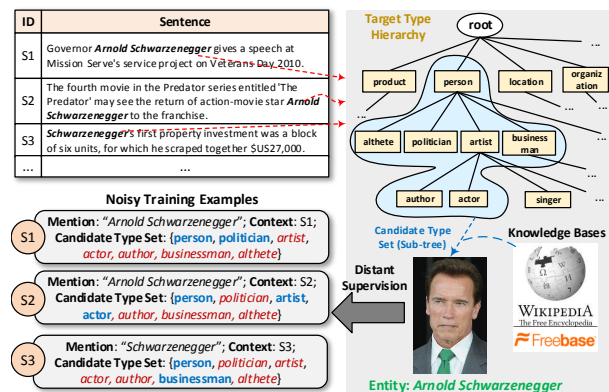 ID Sentence
S1 Governor Arnold Schwarzenegger gives a speech at
Mission Serve's service project on Veterans Day 2010.
S2 The fourth movie in the Predator series entitled 'The
Predator' may see the return of action-movie star Arnold
Schwarzenegger to the franchise.
S3 Schwarzenegger's first property investment was a block
of six units, for which he scraped together $US27,000.
... ...
Noisy Training Examples
S1
Mention: "Arnold Schwarzenegger"; Context: S1;
Candidate Type Set: {person, politician, artist,
actor, author, businessman, althete}
S2
Mention: "Arnold Schwarzenegger"; Context: S2;
Candidate Type Set: {person, politician, artist,
actor, author, businessman, althete}
S3
Mention: "Schwarzenegger"; Context: S3;
Candidate Type Set: {person, politician, artist,
actor, author, businessman, althete}
Distant
Supervision
Target Type
Hierarchy
root
...
product person location organiz
ation
... ... ...
althete politician artist business
man
...
author actor singer
...
Candidate Type
Set (Sub-tree)
Knowledge Bases
WIKIPEDIA
The Free Encyclopedia
Freebase
Entity: Arnold Schwarzenegger